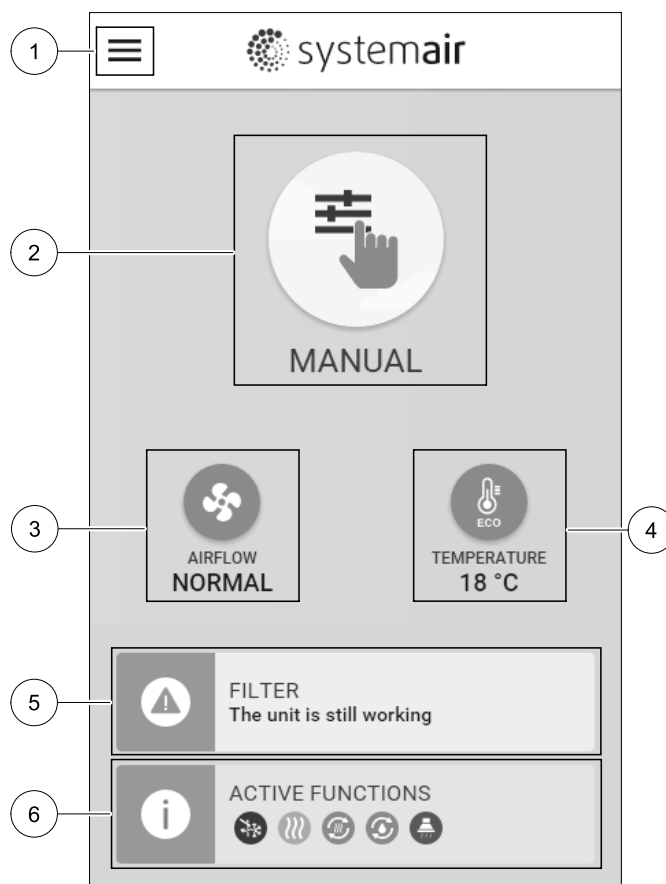 1
systemair
2
MANUAL
3
AIRFLOW
NORMAL
ECO
TEMPERATURE
18 °C
4
5
FILTER
The unit is still working
6
i
ACTIVE FUNCTIONS